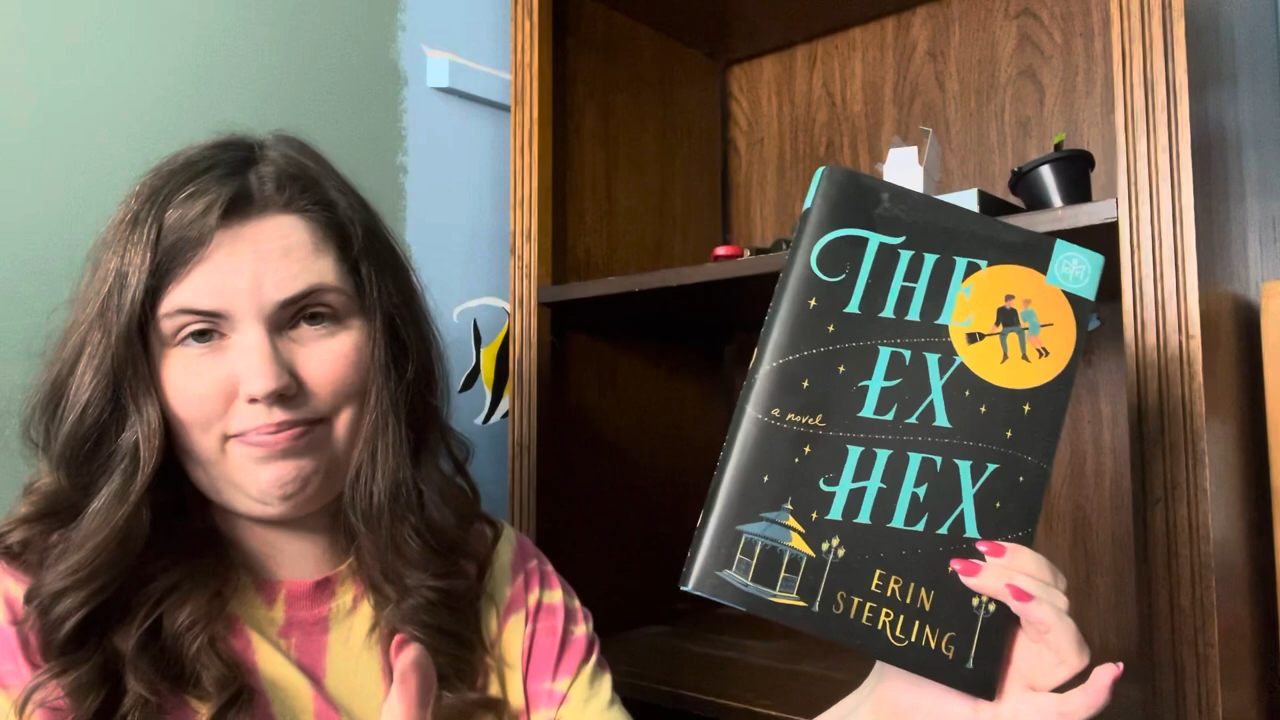 THE
EX
a novel
HEX
ERIN
STERLING